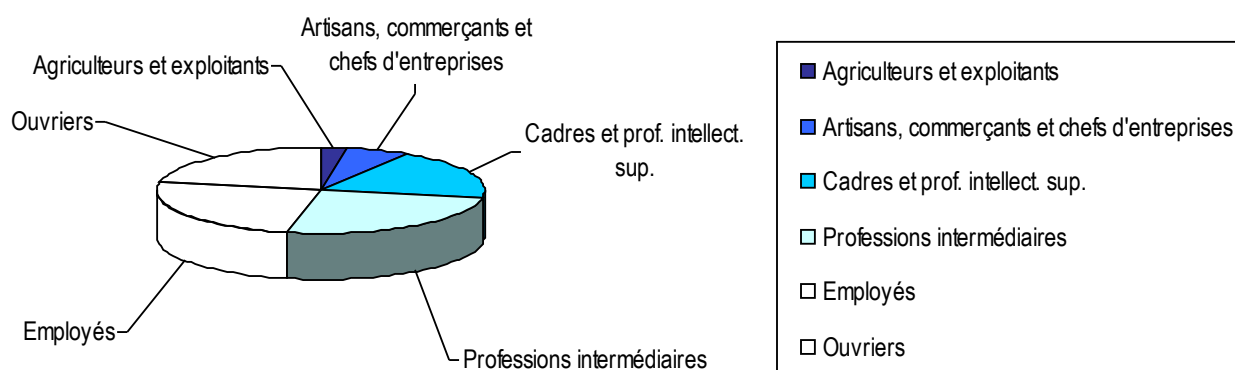 Artisans, commerçants et
chefs d'entreprises
Agriculteurs et exploitants
Ouvriers
Cadres et prof. intellect.
sup.
Employés
Professions intermédiaires
Agriculteurs et exploitants
Artisans, commerçants et chefs d'entreprises
Cadres et prof. intellect. sup.
Professions intermédiaires
Employés
Ouvriers